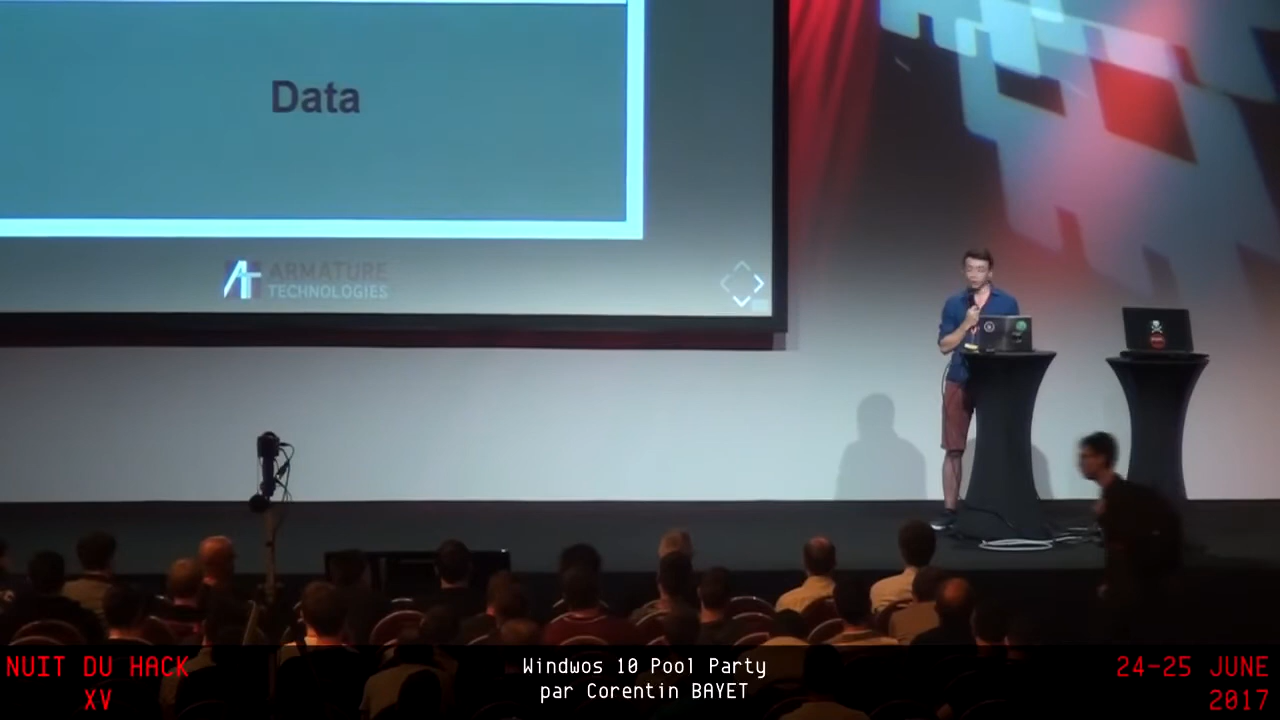 Data
ARMATURE
TECHNOLOGIES
NUIT DU HACK
XV
Windwos 10 Pool Party
par Corentin BAYET
24-25 JUNE
2017